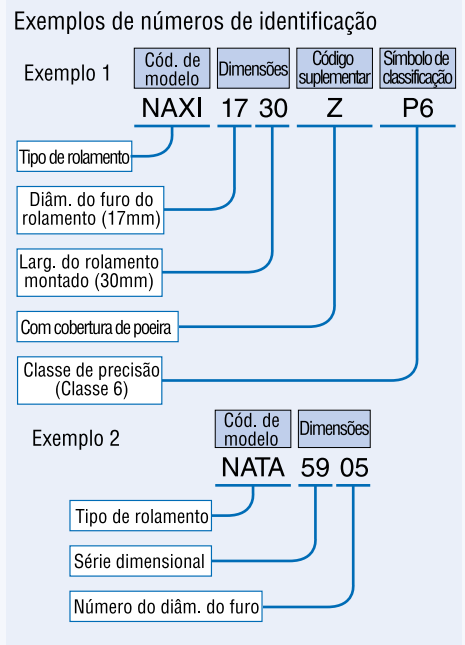 Exemplos de números de identificação
Exemplo 1
Cód. de
modelo
Dimensões
Código
suplementar
Símbolo de
classificação
NAXI 17 30 Z P6
Tipo de rolamento
Diâm. do furo do
rolamento (17mm)
Larg. do rolamento
montado (30mm)
Com cobertura de poeira
Classe de precisão
(Classe 6)
Exemplo 2
Cód. de
modelo
Dimensões
NATA 59 05
Tipo de rolamento
Série dimensional
Número do diâm. do furo